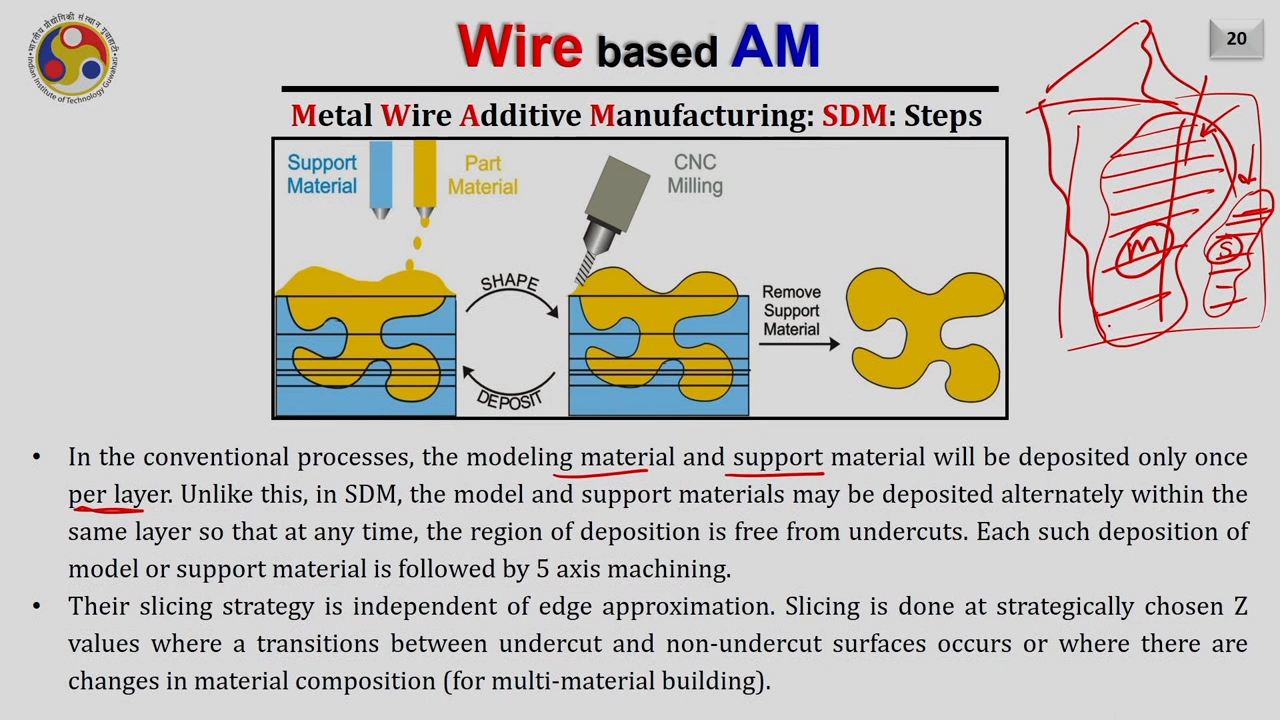 Wire based AM
20
Metal Wire Additive Manufacturing: SDM: Steps
Support
Material
Part
Material
CNC
Milling
SHAPE
DEPOSIT
Remove
Support
Material
m
S
• In the conventional processes, the modeling material and support material will be deposited only once
per layer. Unlike this, in SDM, the model and support materials may be deposited alternately within the
same layer so that at any time, the region of deposition is free from undercuts. Each such deposition of
model or support material is followed by 5 axis machining.
• Their slicing strategy is independent of edge approximation. Slicing is done at strategically chosen Z
values where a transitions between undercut and non-undercut surfaces occurs or where there are
changes in material composition (for multi-material building).
Indian Institute of Technology Guwahati
भारतीय प्रौद्योगिकी संस्थान गुवाहाटी